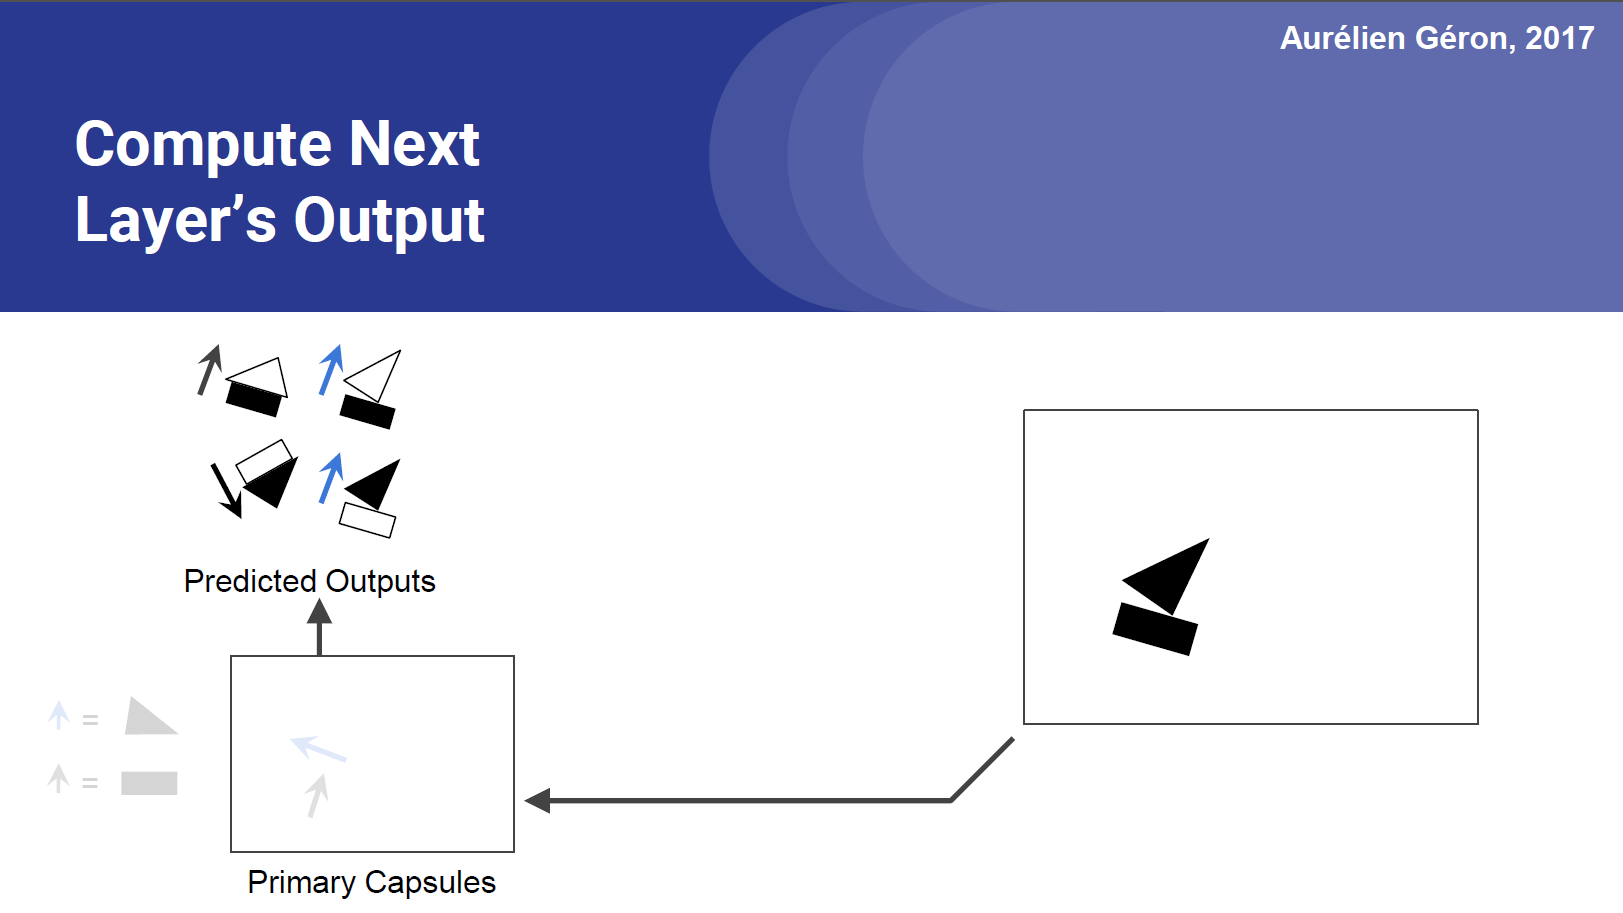 Aurélien Géron, 2017
Compute Next
Layer’s Output
Predicted Outputs
=
=
Primary Capsules